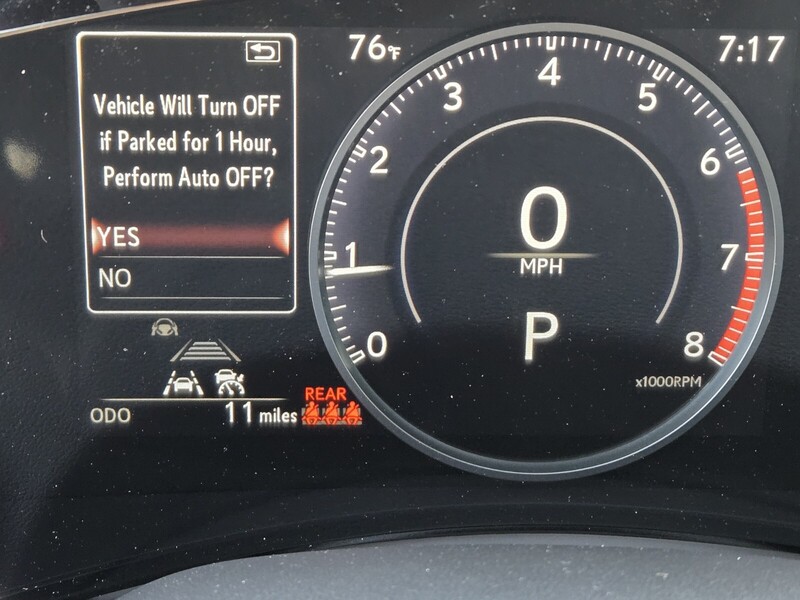 76°F
7:17
Vehicle Will Turn OFF
if Parked for 1 Hour,
Perform Auto OFF?
YES
NO
0
1
2
3
4
5
6
7
8
0
MPH
P
x1000RPM
REAR
ODO 11 miles